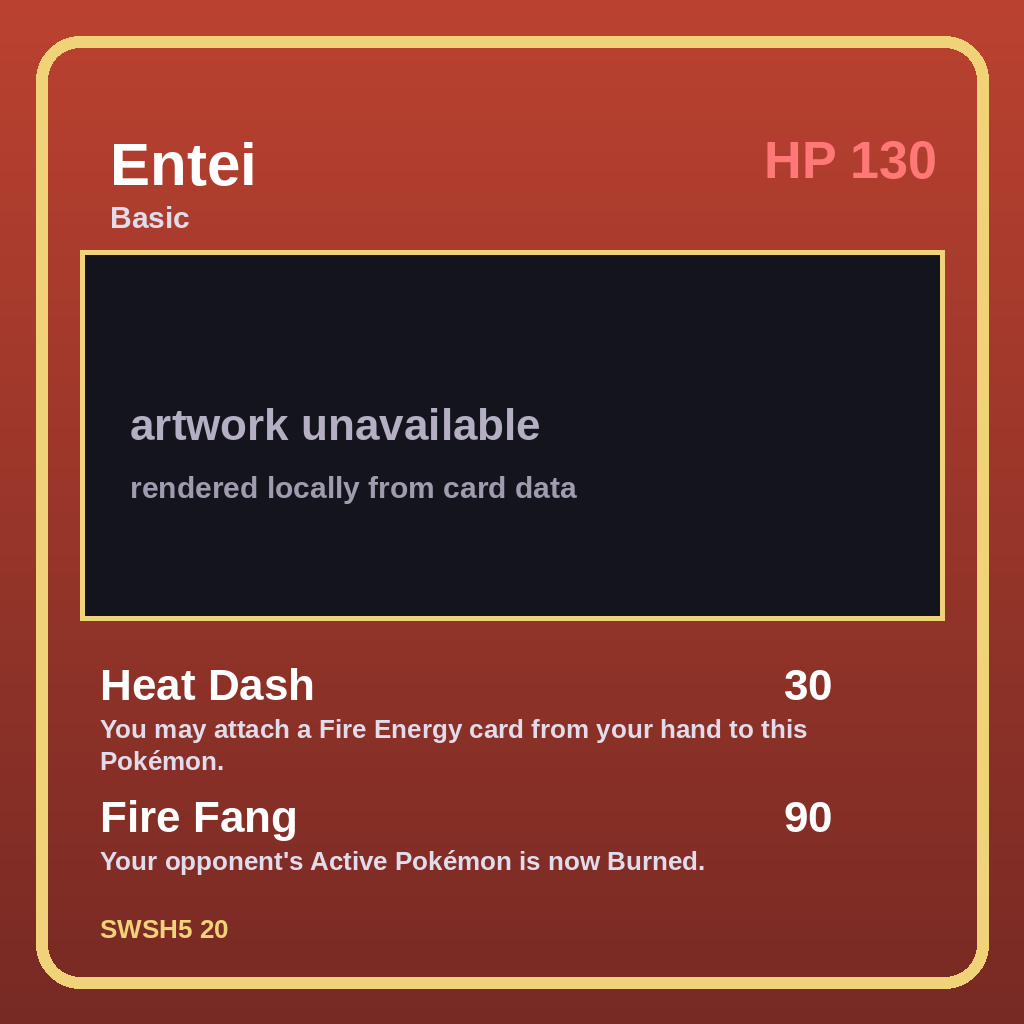 Entei
HP 130
Basic
artwork unavailable
rendered locally from card data
Heat Dash
30
You may attach a Fire Energy card from your hand to this
Pokémon.
Fire Fang
90
Your opponent's Active Pokémon is now Burned.
SWSH5 20